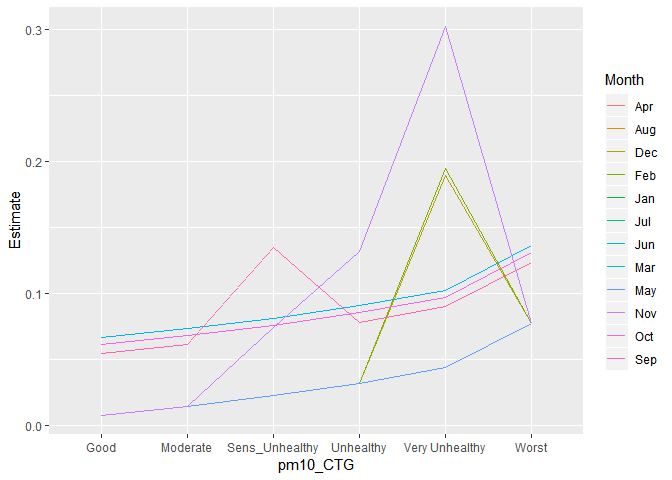 0.3
0.2
0.1
0.0
Estimate
Good Moderate Sens_Unhealthy Unhealthy Very Unhealthy Worst
pm10_CTG
Month
Apr
Aug
Dec
Feb
Jan
Jul
Jun
Mar
May
Nov
Oct
Sep